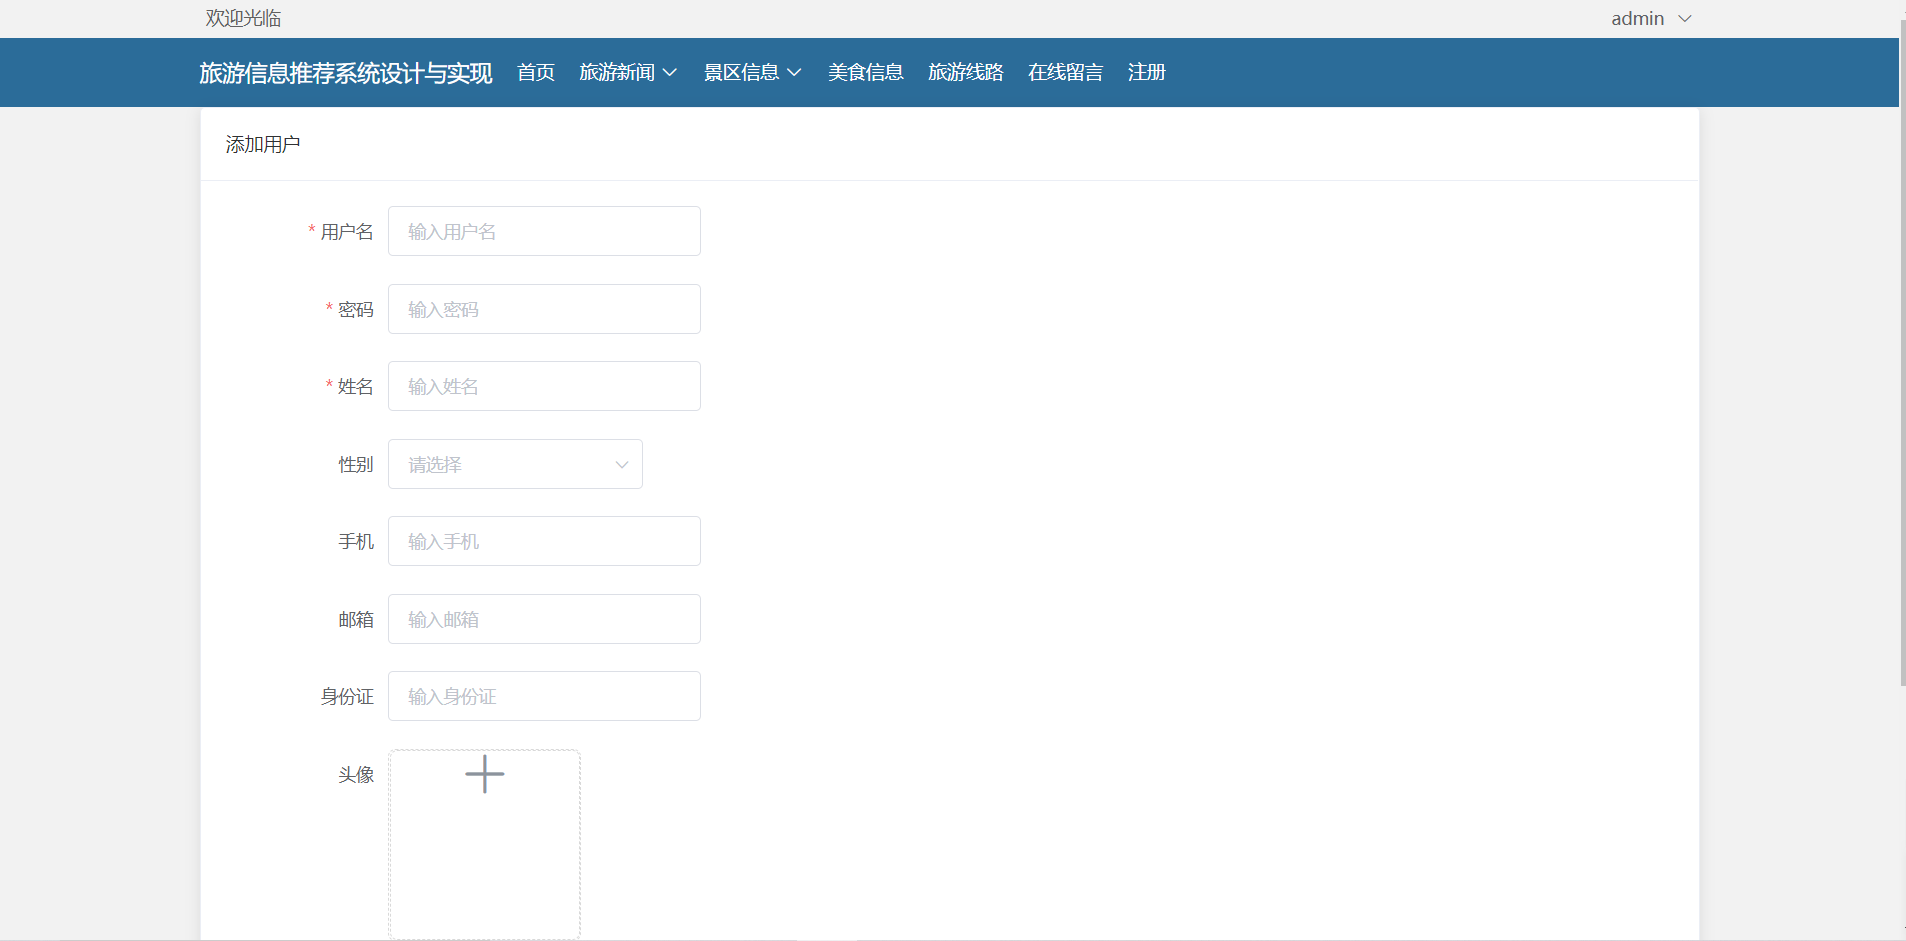 欢迎光临 admin
旅游信息推荐系统设计与实现 首页 旅游新闻 景区信息 美食信息 旅游线路 在线留言 注册
添加用户
* 用户名 输入用户名
* 密码 输入密码
* 姓名 输入姓名
性别 请选择
手机 输入手机
邮箱 输入邮箱
身份证 输入身份证
头像